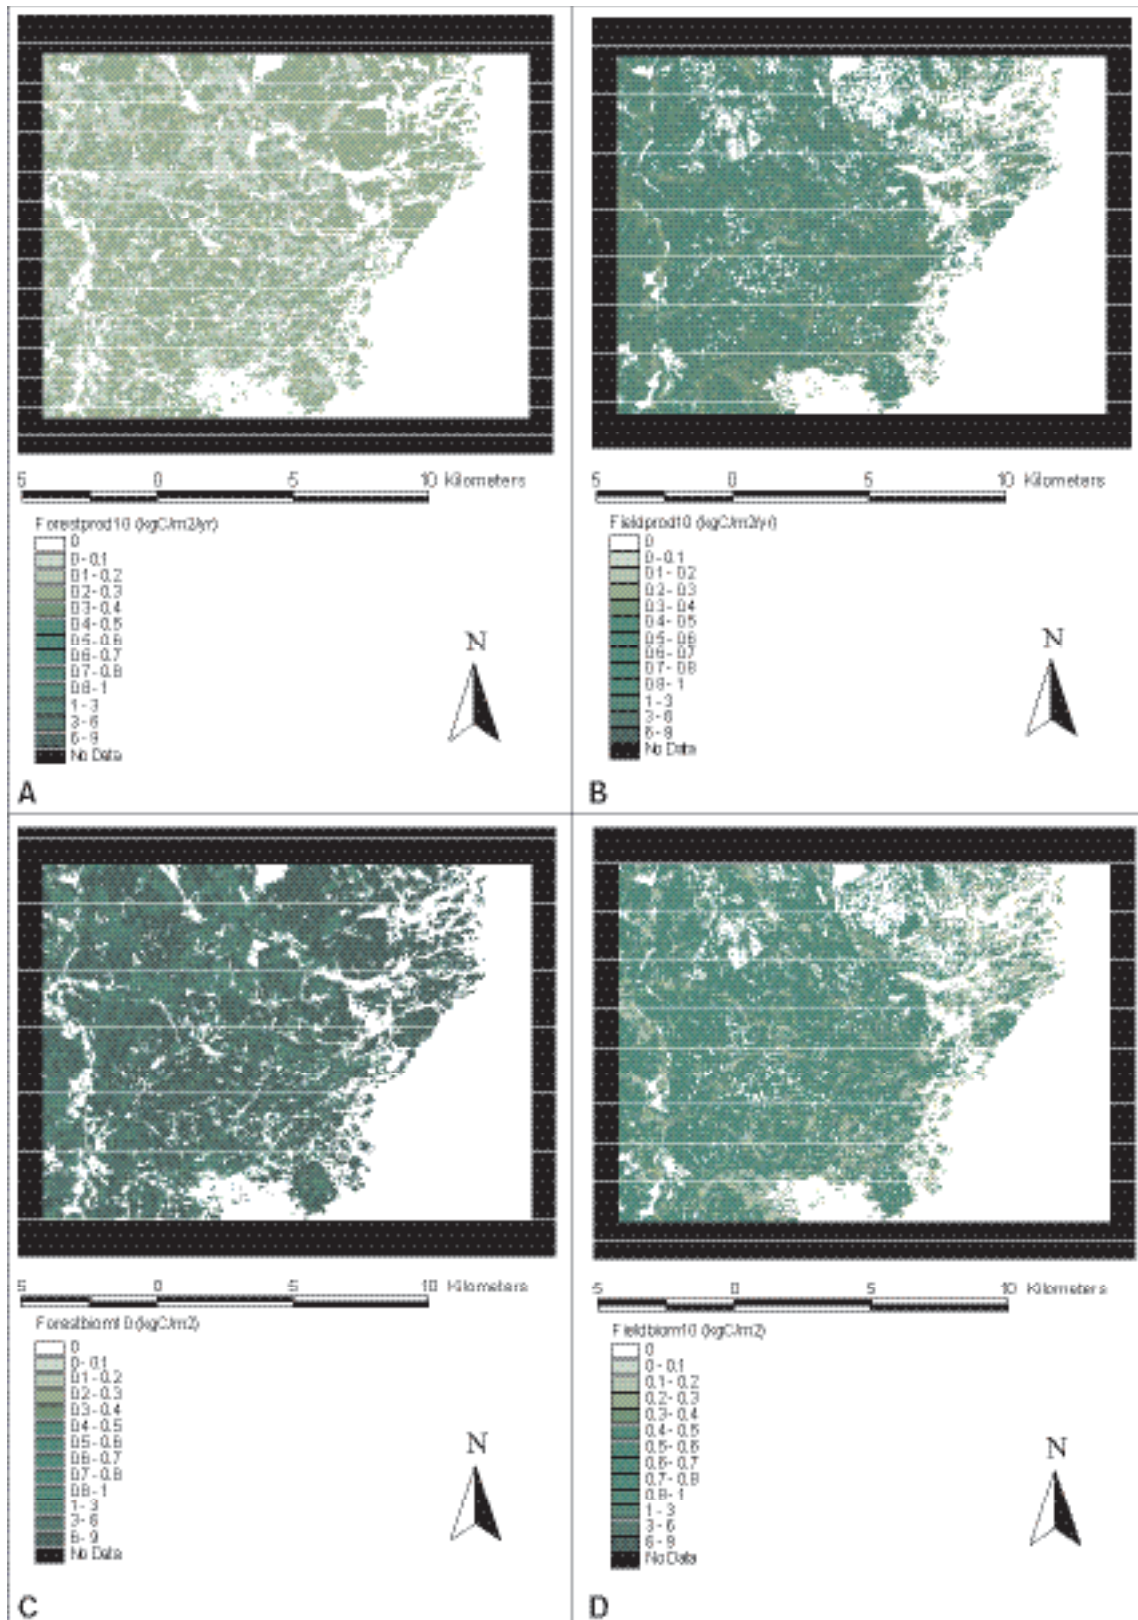 5 0 5 10 Kilometers
Forestprod10 (kgC/m2/yr)
0
0 - 0.1
0.1 - 0.2
0.2 - 0.3
0.3 - 0.4
0.4 - 0.5
0.5 - 0.6
0.6 - 0.7
0.7 - 0.8
0.8 - 1
1 - 3
3 - 6
6 - 9
No Data
N
A
5 0 5 10 Kilometers
Fieldprod10 (kgC/m2/yr)
0
0 - 0.1
0.1 - 0.2
0.2 - 0.3
0.3 - 0.4
0.4 - 0.5
0.5 - 0.6
0.6 - 0.7
0.7 - 0.8
0.8 - 1
1 - 3
3 - 6
6 - 9
No Data
N
B
5 0 5 10 Kilometers
Forestbiom10 (kgC/m2)
0
0 - 0.1
0.1 - 0.2
0.2 - 0.3
0.3 - 0.4
0.4 - 0.5
0.5 - 0.6
0.6 - 0.7
0.7 - 0.8
0.8 - 1
1 - 3
3 - 6
6 - 9
No Data
N
C
5 0 5 10 Kilometers
Fieldbiom10 (kgC/m2)
0
0 - 0.1
0.1 - 0.2
0.2 - 0.3
0.3 - 0.4
0.4 - 0.5
0.5 - 0.6
0.6 - 0.7
0.7 - 0.8
0.8 - 1
1 - 3
3 - 6
6 - 9
No Data
N
D